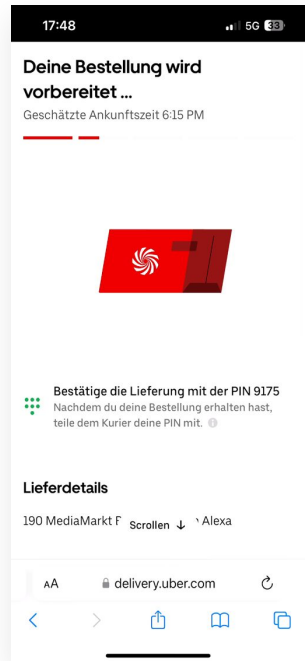 17:48
5G 33
Deine Bestellung wird
vorbereitet ...
Geschätzte Ankunftszeit 6:15 PM
Bestätige die Lieferung mit der PIN 9175
Nachdem du deine Bestellung erhalten hast,
teile dem Kurier deine PIN mit.
Lieferdetails
190 MediaMarkt Alexa
Scrollen ↓
AA delivery.uber.com